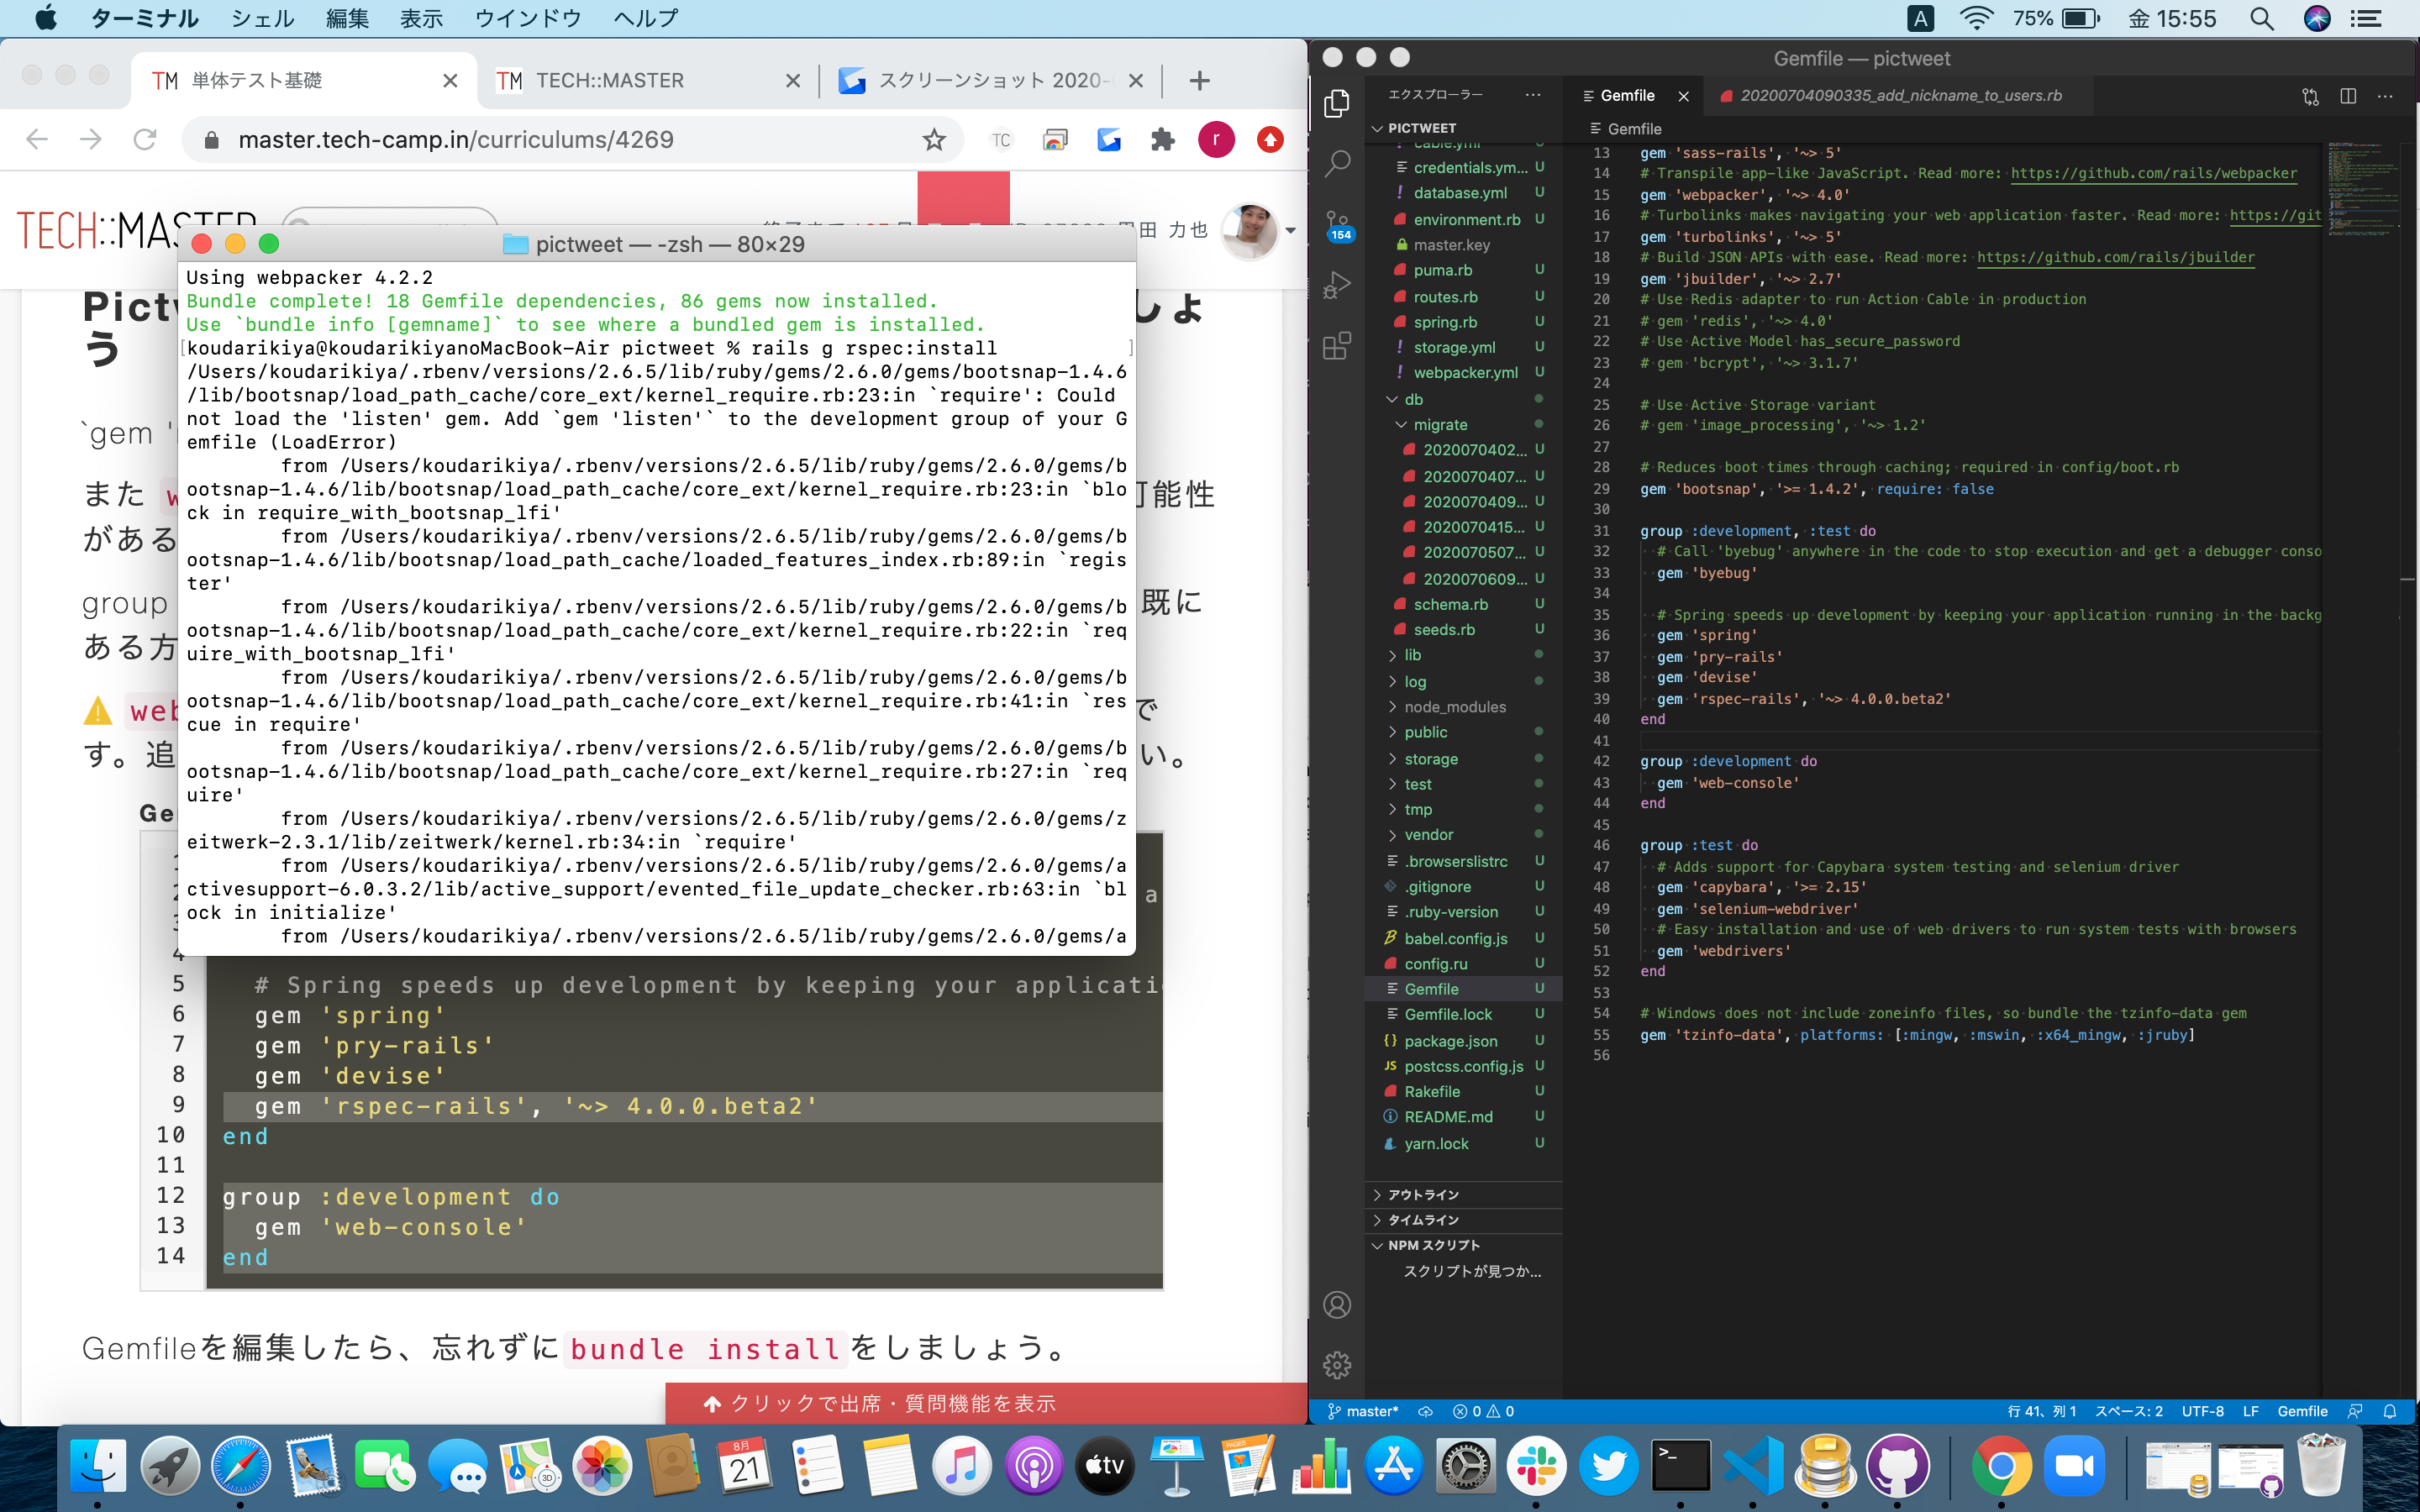 ターミナル シェル 編集 表示 ウインドウ ヘルプ
A 75% 金 15:55
TM 単体テスト基礎
TM TECH::MASTER
スクリーンショット 2020-
master.tech-camp.in/curriculums/4269
TC
r
TECH::MASTER
田 力也
しょ
う
`gem '
また
可能性
がある
group
既に
ある方
web
で
す。追
い。
Ge
pictweet — -zsh — 80×29
Using webpacker 4.2.2
Bundle complete! 18 Gemfile dependencies, 86 gems now installed.
Use `bundle info [gemname]` to see where a bundled gem is installed.
koudarikiya@koudarikiyanoMacBook-Air pictweet % rails g rspec:install
/Users/koudarikiya/.rbenv/versions/2.6.5/lib/ruby/gems/2.6.0/gems/bootsnap-1.4.6
/lib/bootsnap/load_path_cache/core_ext/kernel_require.rb:23:in `require': Could
not load the 'listen' gem. Add `gem 'listen'` to the development group of your G
emfile (LoadError)
from /Users/koudarikiya/.rbenv/versions/2.6.5/lib/ruby/gems/2.6.0/gems/b
ootsnap-1.4.6/lib/bootsnap/load_path_cache/core_ext/kernel_require.rb:23:in `blo
ck in require_with_bootsnap_lfi'
from /Users/koudarikiya/.rbenv/versions/2.6.5/lib/ruby/gems/2.6.0/gems/b
ootsnap-1.4.6/lib/bootsnap/load_path_cache/loaded_features_index.rb:89:in `regis
ter'
from /Users/koudarikiya/.rbenv/versions/2.6.5/lib/ruby/gems/2.6.0/gems/b
ootsnap-1.4.6/lib/bootsnap/load_path_cache/core_ext/kernel_require.rb:22:in `req
uire_with_bootsnap_lfi'
from /Users/koudarikiya/.rbenv/versions/2.6.5/lib/ruby/gems/2.6.0/gems/b
ootsnap-1.4.6/lib/bootsnap/load_path_cache/core_ext/kernel_require.rb:41:in `res
cue in require'
from /Users/koudarikiya/.rbenv/versions/2.6.5/lib/ruby/gems/2.6.0/gems/b
ootsnap-1.4.6/lib/bootsnap/load_path_cache/core_ext/kernel_require.rb:27:in `req
uire'
from /Users/koudarikiya/.rbenv/versions/2.6.5/lib/ruby/gems/2.6.0/gems/z
eitwerk-2.3.1/lib/zeitwerk/kernel.rb:34:in `require'
from /Users/koudarikiya/.rbenv/versions/2.6.5/lib/ruby/gems/2.6.0/gems/a
ctivesupport-6.0.3.2/lib/active_support/evented_file_update_checker.rb:63:in `bl
ock in initialize'
from /Users/koudarikiya/.rbenv/versions/2.6.5/lib/ruby/gems/2.6.0/gems/a
a
4
5 # Spring speeds up development by keeping your applicati
6 gem 'spring'
7 gem 'pry-rails'
8 gem 'devise'
9 gem 'rspec-rails', '~> 4.0.0.beta2'
10 end
11
12 group :development do
13 gem 'web-console'
14 end
Gemfileを編集したら、忘れずにbundle installをしましょう。
クリックで出席・質問機能を表示
Gemfile — pictweet
154
エクスプローラー ...
PICTWEET
cable.yml
credentials.ym... U
database.yml U
environment.rb U
master.key
puma.rb U
routes.rb U
spring.rb U
storage.yml U
webpacker.yml U
db
migrate
2020070402... U
2020070407... U
2020070409... U
2020070415... U
2020070507... U
2020070609... U
schema.rb U
seeds.rb U
lib
log
node_modules
public
storage
test
tmp
vendor
.browserslistrc U
.gitignore U
.ruby-version U
babel.config.js U
config.ru U
Gemfile U
Gemfile.lock U
package.json U
JS postcss.config.js U
Rakefile U
README.md U
yarn.lock U
アウトライン
タイムライン
NPM スクリプト
スクリプトが見つか...
Gemfile
20200704090335_add_nickname_to_users.rb
Gemfile
13 gem 'sass-rails', '~> 5'
14 # Transpile app-like JavaScript. Read more: https://github.com/rails/webpacker
15 gem 'webpacker', '~> 4.0'
16 # Turbolinks makes navigating your web application faster. Read more: https://git
17 gem 'turbolinks', '~> 5'
18 # Build JSON APIs with ease. Read more: https://github.com/rails/jbuilder
19 gem 'jbuilder', '~> 2.7'
20 # Use Redis adapter to run Action Cable in production
21 # gem 'redis', '~> 4.0'
22 # Use Active Model has_secure_password
23 # gem 'bcrypt', '~> 3.1.7'
24
25 # Use Active Storage variant
26 # gem 'image_processing', '~> 1.2'
27
28 # Reduces boot times through caching; required in config/boot.rb
29 gem 'bootsnap', '>= 1.4.2', require: false
30
31 group :development, :test do
32 # Call 'byebug' anywhere in the code to stop execution and get a debugger conso
33 gem 'byebug'
34
35 # Spring speeds up development by keeping your application running in the backg
36 gem 'spring'
37 gem 'pry-rails'
38 gem 'devise'
39 gem 'rspec-rails', '~> 4.0.0.beta2'
40 end
41
42 group :development do
43 gem 'web-console'
44 end
45
46 group :test do
47 # Adds support for Capybara system testing and selenium driver
48 gem 'capybara', '>= 2.15'
49 gem 'selenium-webdriver'
50 # Easy installation and use of web drivers to run system tests with browsers
51 gem 'webdrivers'
52 end
53
54 # Windows does not include zoneinfo files, so bundle the tzinfo-data gem
55 gem 'tzinfo-data', platforms: [:mingw, :mswin, :x64_mingw, :jruby]
56
master* 0 0
行 41、列 1 スペース: 2 UTF-8 LF Gemfile
8月
21
tv
PAGES